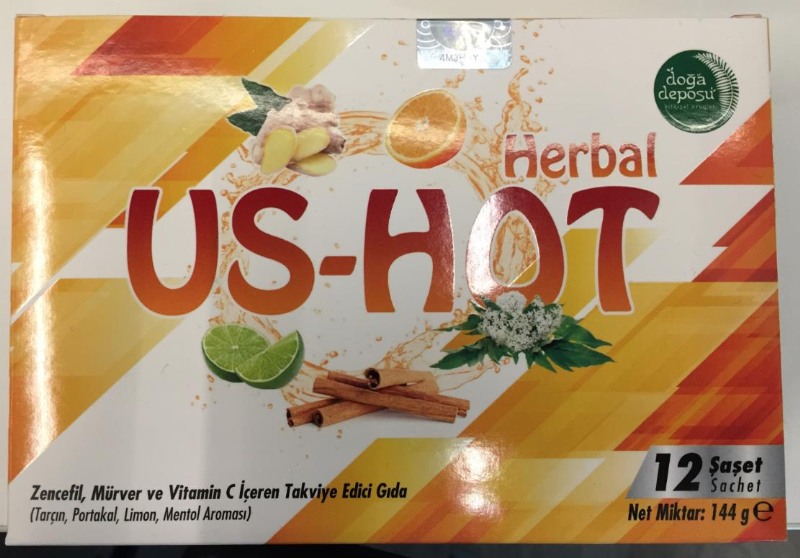 doğa
deposu
Herbal
US-HOT
12 Şaşet
Sachet
Zencefil, Mürver ve Vitamin C İçeren Takviye Edici Gıda
(Tarçın, Portakal, Limon, Mentol Aroması)
Net Miktar: 144 g e